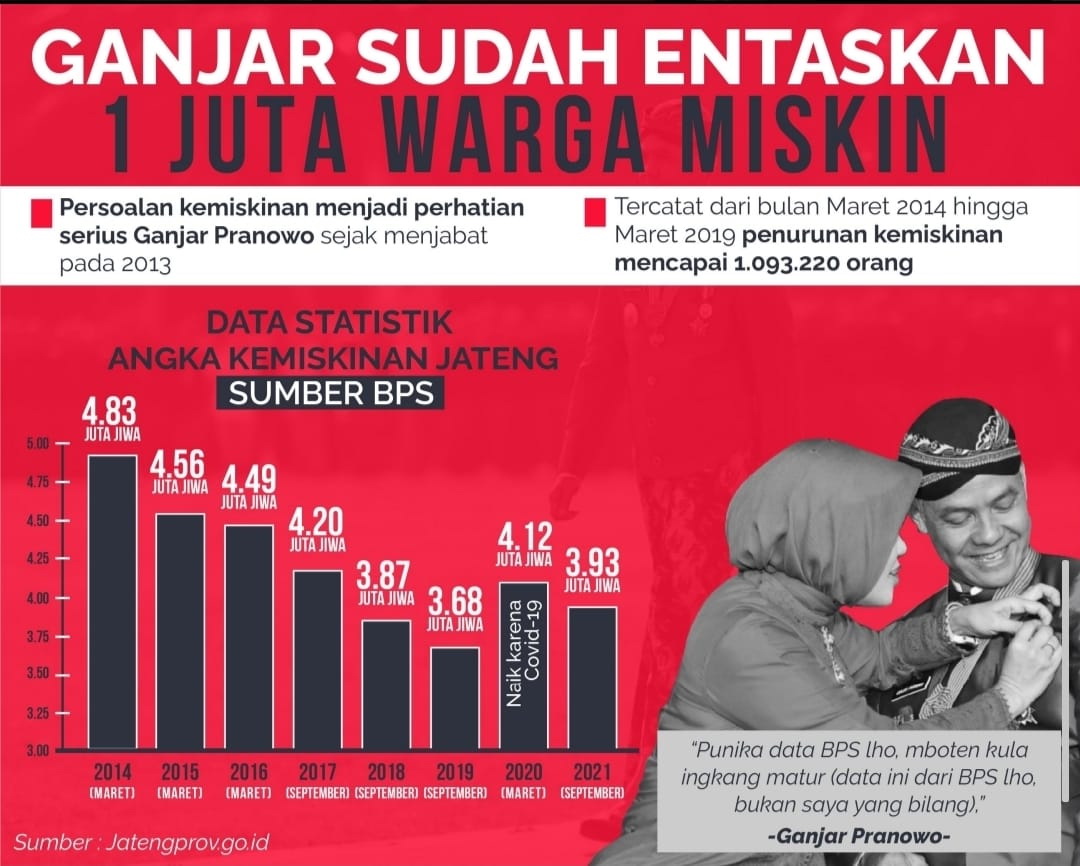 GANJAR SUDAH ENTASKAN
1 JUTA WARGA MISKIN
Persoalan kemiskinan menjadi perhatian
serius Ganjar Pranowo sejak menjabat
pada 2013
Tercatat dari bulan Maret 2014 hingga
Maret 2019 penurunan kemiskinan
mencapai 1.093.220 orang
DATA STATISTIK
ANGKA KEMISKINAN JATENG
SUMBER BPS
5.00
4.75
4.50
4.25
4.00
3.75
3.50
3.25
3.00
4.83
JUTA JIWA
4.56
JUTA JIWA
4.49
JUTA JIWA
4.20
JUTA JIWA
3.87
JUTA JIWA
3.68
JUTA JIWA
4.12
JUTA JIWA
3.93
JUTA JIWA
Naik karena
Covid-19
2014
(MARET)
2015
(MARET)
2016
(MARET)
2017
(SEPTEMBER)
2018
(SEPTEMBER)
2019
(SEPTEMBER)
2020
(MARET)
2021
(SEPTEMBER)
"Punika data BPS lho, mboten kula
ingkang matur (data ini dari BPS lho,
bukan saya yang bilang),"
-Ganjar Pranowo-
Sumber : Jatengprov.go.id